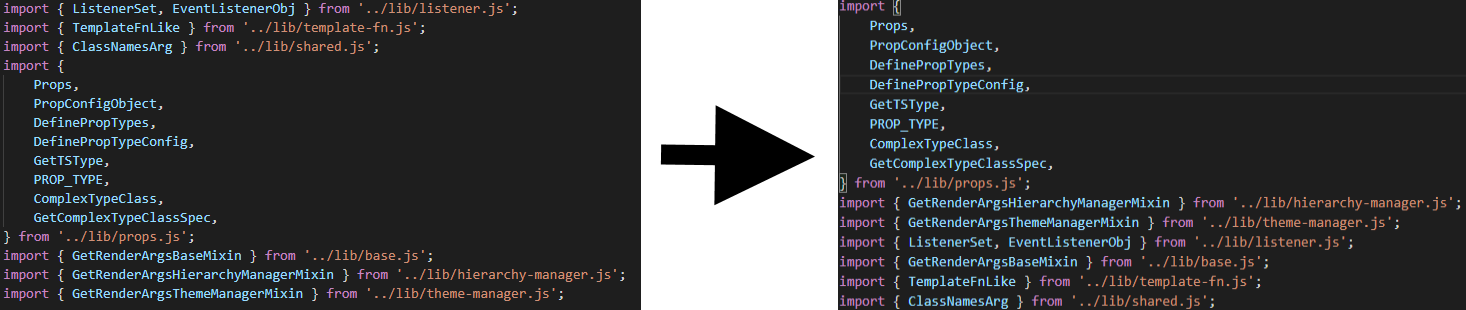 import { ListenerSet, EventListenerObj } from '../lib/listener.js';
import { TemplateFnLike } from '../lib/template-fn.js';
import { ClassNamesArg } from '../lib/shared.js';
import {
    Props,
    PropConfigObject,
    DefinePropTypes,
    DefinePropTypeConfig,
    GetTSType,
    PROP_TYPE,
    ComplexTypeClass,
    GetComplexTypeClassSpec,
} from '../lib/props.js';
import { GetRenderArgsBaseMixin } from '../lib/base.js';
import { GetRenderArgsHierarchyManagerMixin } from '../lib/hierarchy-manager.js';
import { GetRenderArgsThemeManagerMixin } from '../lib/theme-manager.js';
import {
    Props,
    PropConfigObject,
    DefinePropTypes,
    DefinePropTypeConfig,
    GetTSType,
    PROP_TYPE,
    ComplexTypeClass,
    GetComplexTypeClassSpec,
} from '../lib/props.js';
import { GetRenderArgsHierarchyManagerMixin } from '../lib/hierarchy-manager.js';
import { GetRenderArgsThemeManagerMixin } from '../lib/theme-manager.js';
import { ListenerSet, EventListenerObj } from '../lib/listener.js';
import { GetRenderArgsBaseMixin } from '../lib/base.js';
import { TemplateFnLike } from '../lib/template-fn.js';
import { ClassNamesArg } from '../lib/shared.js';